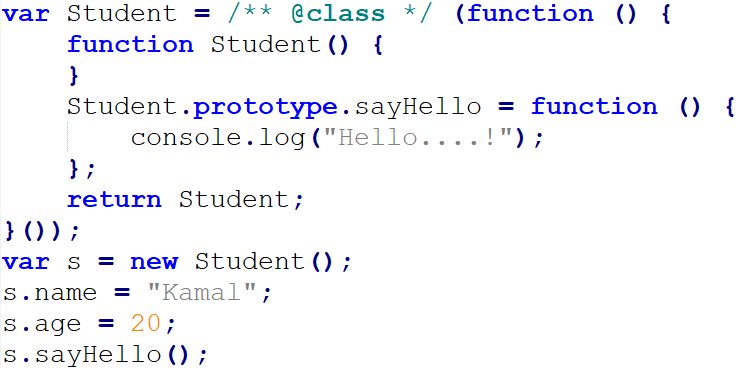 var Student = /** @class */ (function () {
    function Student() {
    }
    Student.prototype.sayHello = function () {
        console.log("Hello....!");
    };
    return Student;
}());
var s = new Student();
s.name = "Kamal";
s.age = 20;
s.sayHello();